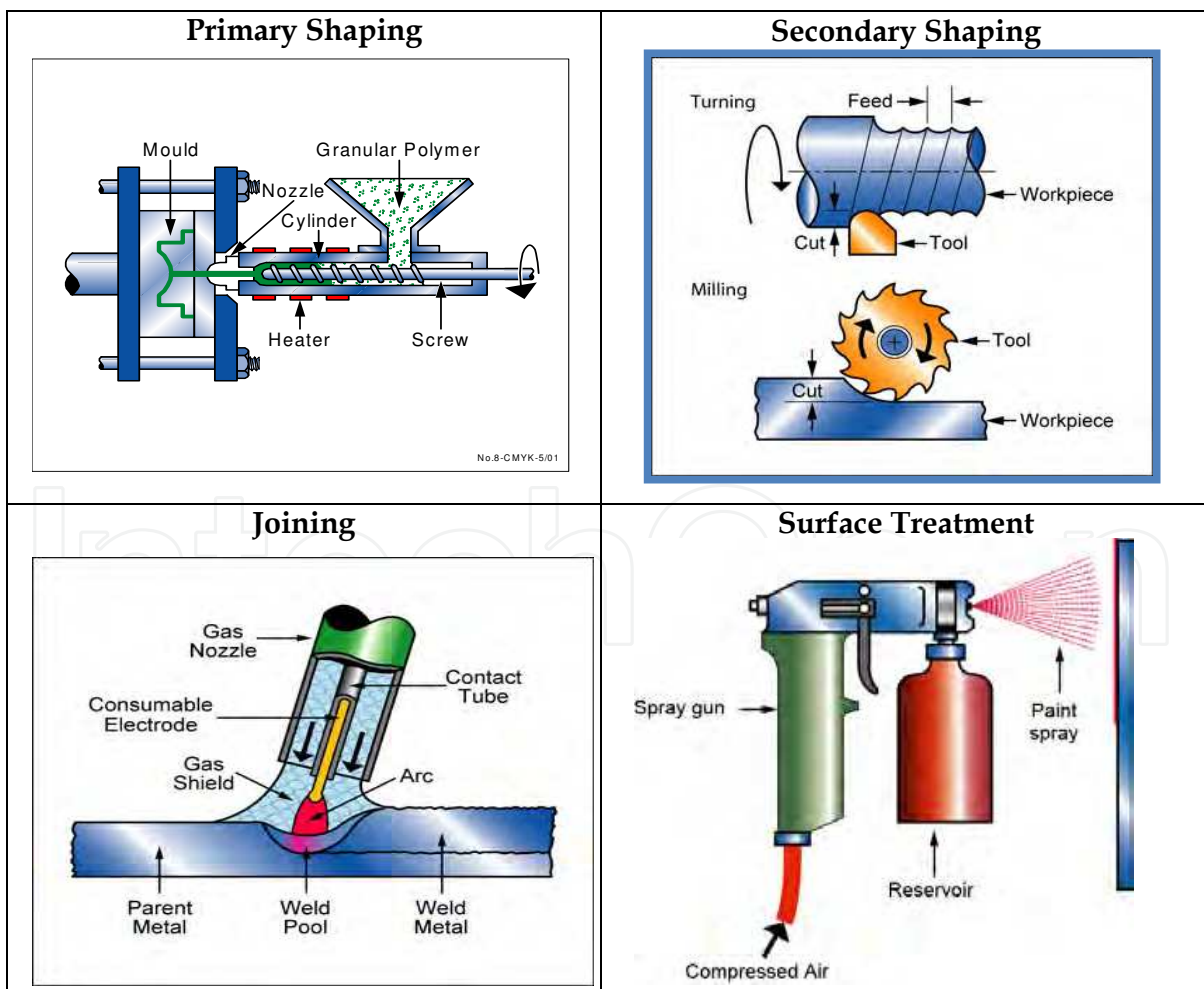 Primary Shaping
Mould
Granular Polymer
Nozzle
Cylinder
Heater
Screw
No.8-CMYK-5/01
Secondary Shaping
Turning
Feed
Workpiece
Cut
Tool
Milling
Tool
Cut
Workpiece
Joining
Gas
Nozzle
Contact
Tube
Consumable
Electrode
Gas
Shield
Arc
Parent
Metal
Weld
Pool
Weld
Metal
Surface Treatment
Spray gun
Paint
spray
Reservoir
Compressed Air